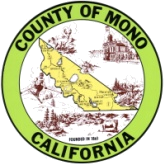 COUNTY OF MONO
FOUNDED IN 1861
CALIFORNIA